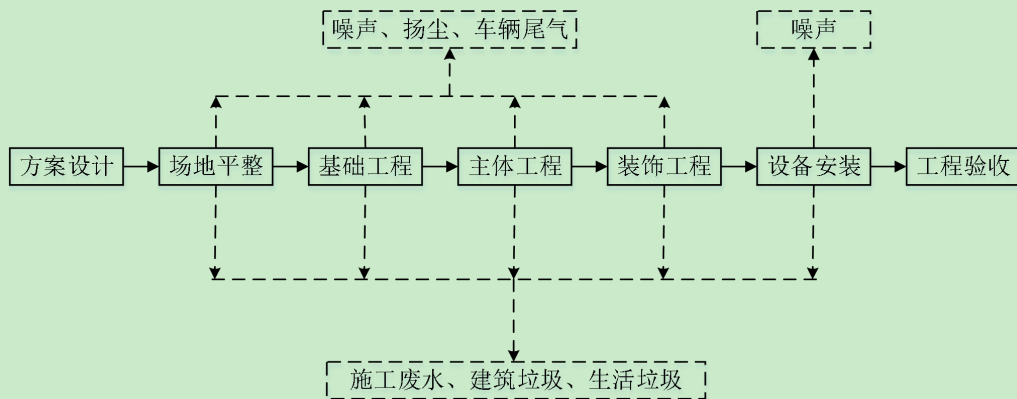 噪声、扬尘、车辆尾气
噪声
方案设计
场地平整
基础工程
主体工程
装饰工程
设备安装
工程验收
施工废水、建筑垃圾、生活垃圾